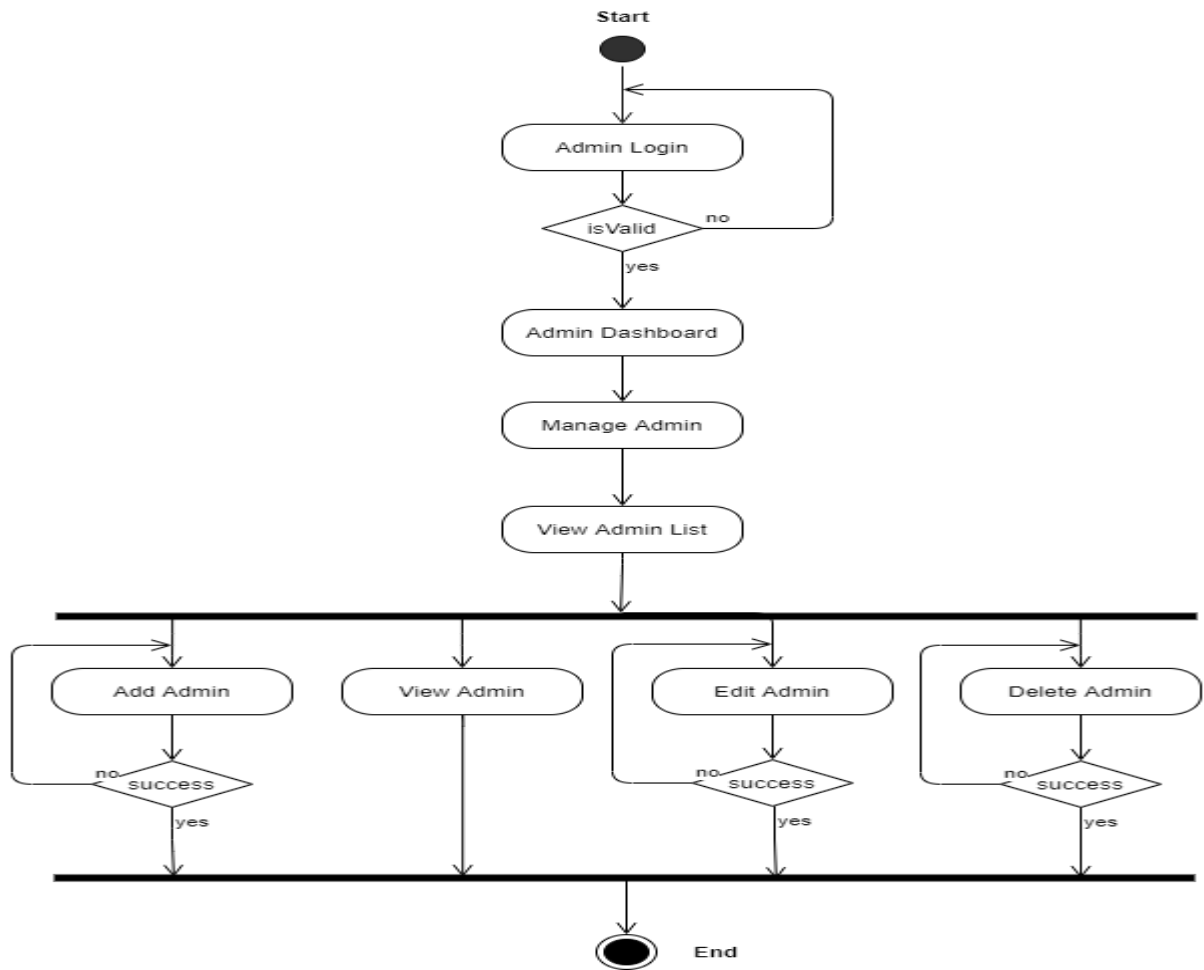 Start
Admin Login
isValid
no
yes
Admin Dashboard
Manage Admin
View Admin List
Add Admin
View Admin
Edit Admin
Delete Admin
no
success
no
success
no
success
yes
yes
yes
End